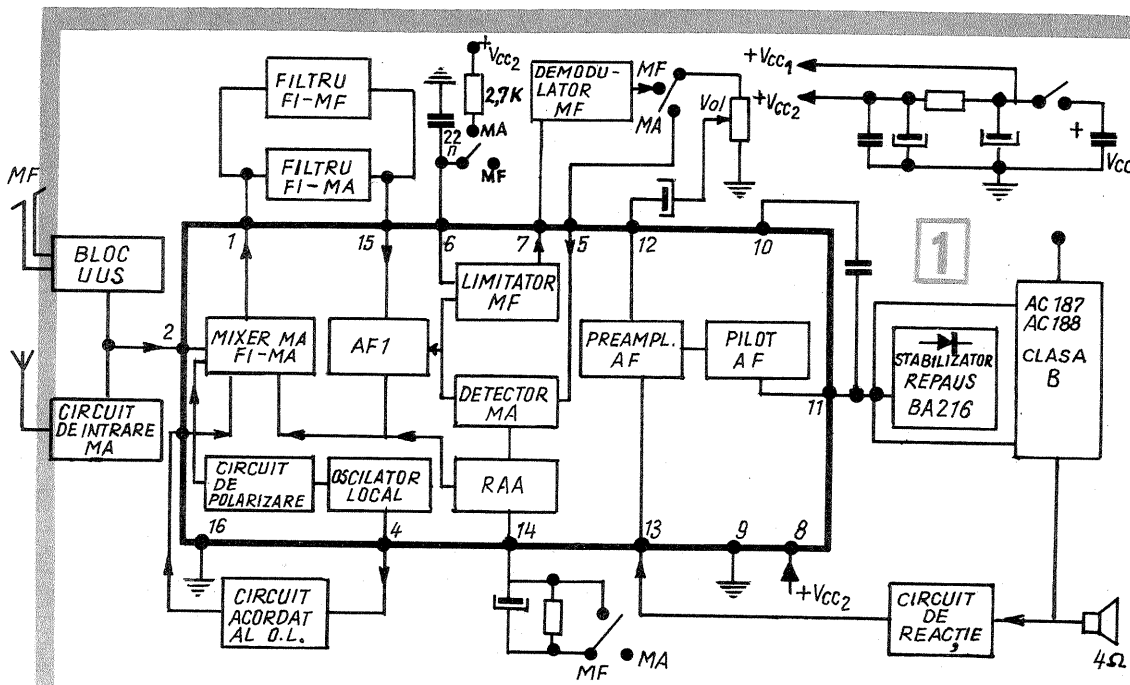 +
VCC2
2,7K
22
n
MA
MF
FILTRU
FI-MF
FILTRU
FI-MA
DEMODU-
LATOR
MF
MF
MA
Vol
+VCC1
+VCC2
+
VCC
MF
BLOC
UUS
1
15
6
7
5
12
10
1
2
MIXER MA
FI-MA
AF1
LIMITATOR
MF
DETECTOR
MA
PREAMPL.
AF
PILOT
AF
11
STABILIZATOR
REPAUS
BA216
AC 187
AC 188
CLASA
B
CIRCUIT
DE INTRARE
MA
CIRCUIT
DE
POLARIZARE
OSCILATOR
LOCAL
RAA
16
4
14
13
9
8
+VCC2
CIRCUIT
ACORDAT
AL O.L.
MF
MA
CIRCUIT
DE
REACȚIE
4Ω